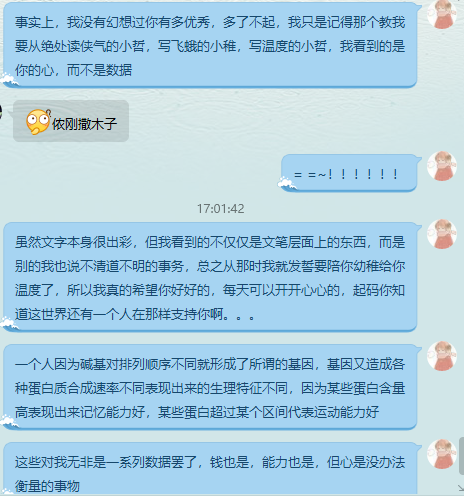 事实上，我没有幻想过你有多优秀，多了不起，我只是记得那个教我
要从绝处读侠气的小哲，写飞蛾的小稚，写温度的小哲，我看到的是
你的心，而不是数据
侬刚撒木子
= =~！！！！！！
17:01:42
虽然文字本身很出彩，但我看到的不仅仅是文笔层面上的东西，而是
别的我也说不清道不明的事务，总之从那时我就发誓要陪你幼稚给你
温度了，所以我真的希望你好好的，每天可以开开心心的，起码你知
道这世界还有一个人在那样支持你啊。。。
一个人因为碱基对排列顺序不同就形成了所谓的基因，基因又造成各
种蛋白质合成速率不同表现出来的生理特征不同，因为某些蛋白含量
高表现出来记忆能力好，某些蛋白超过某个区间代表运动能力好
这些对我无非是一系列数据罢了，钱也是，能力也是，但心是没办法
衡量的事物